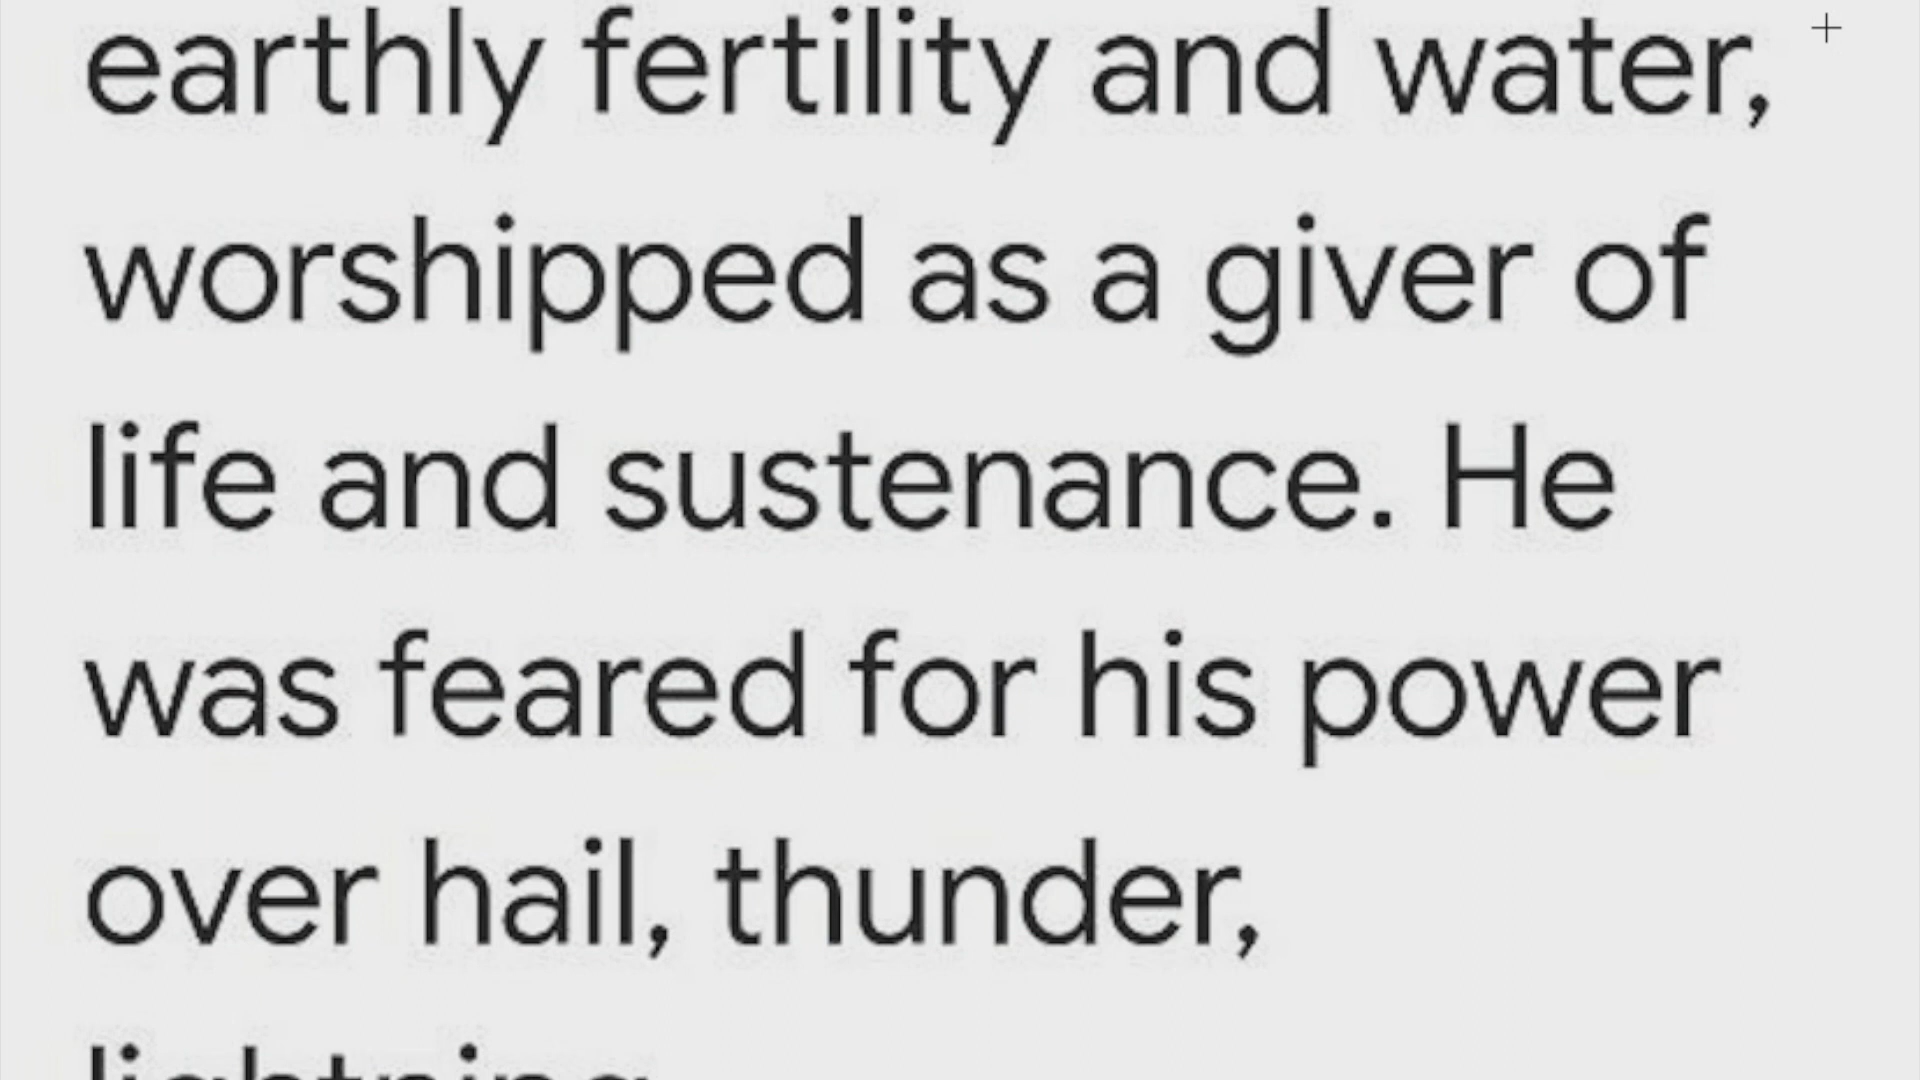 earthly fertility and water,
worshipped as a giver of
life and sustenance. He
was feared for his power
over hail, thunder,
lightning